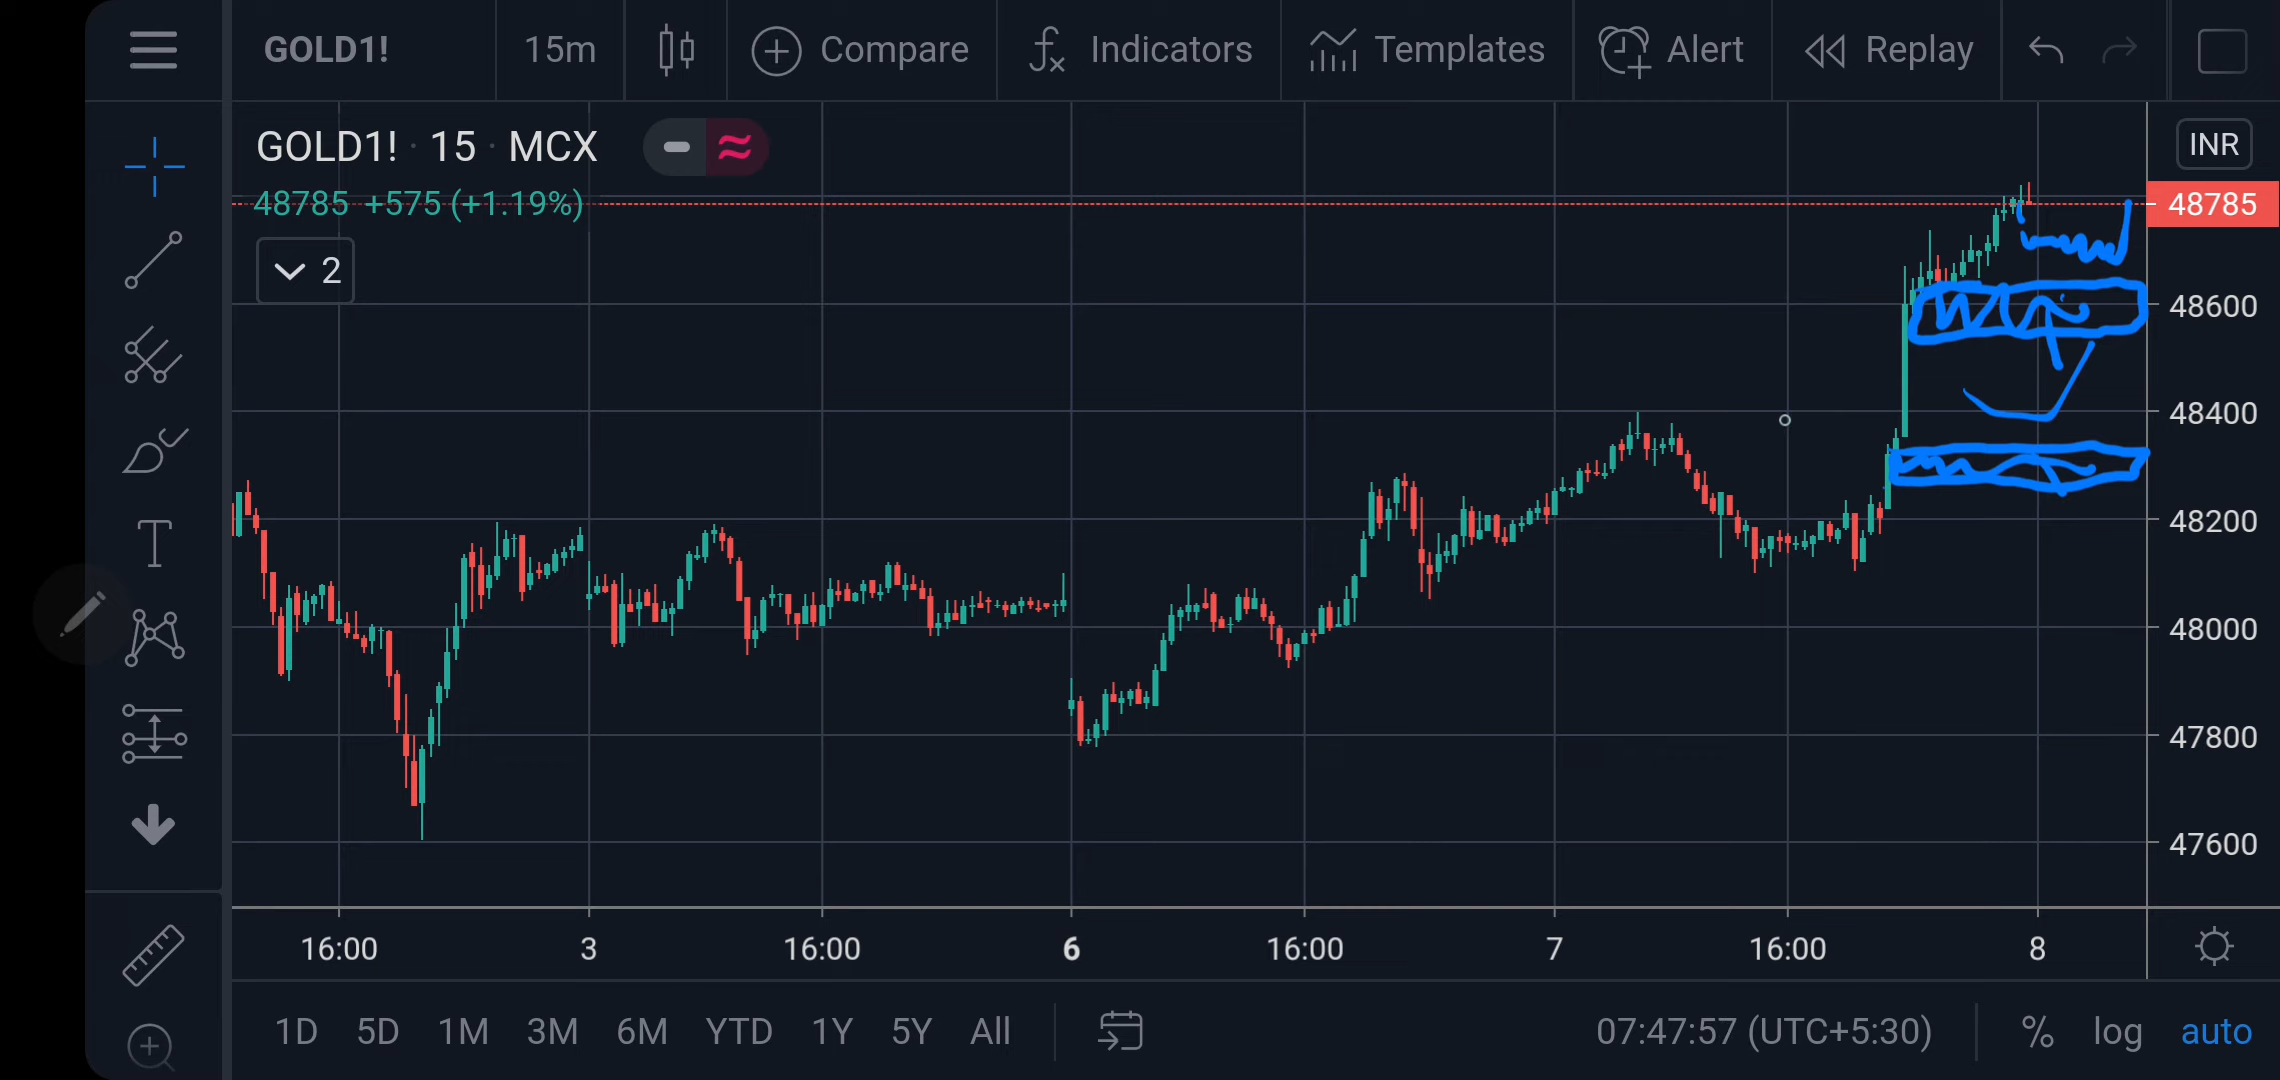 GOLD1! 15m Compare Indicators Templates Alert Replay
GOLD1! · 15 · MCX
INR
48785 +575 (+1.19%)
48785
2
48600
48400
48200
48000
47800
47600
16:00 3 16:00 6 16:00 7 16:00 8
1D 5D 1M 3M 6M YTD 1Y 5Y All 07:47:57 (UTC+5:30) % log auto